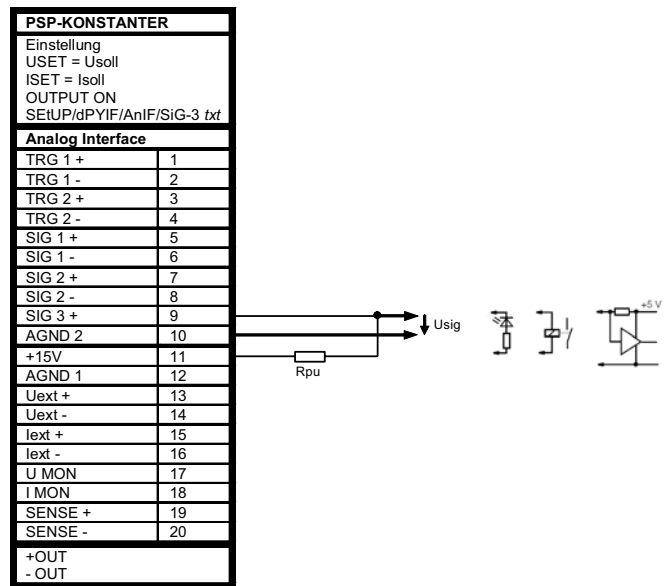 PSP-KONSTANTER
Einstellung
USET = Usoll
ISET = Isoll
OUTPUT ON
SEtUP/dPYIF/AnIF/SiG-3 txt
Analog Interface
TRG 1 + 1
TRG 1 - 2
TRG 2 + 3
TRG 2 - 4
SIG 1 + 5
SIG 1 - 6
SIG 2 + 7
SIG 2 - 8
SIG 3 + 9
AGND 2 10
+15V 11
AGND 1 12
Uext + 13
Uext - 14
Iext + 15
Iext - 16
U MON 17
I MON 18
SENSE + 19
SENSE - 20
+OUT
- OUT
Usig
Rpu
+5 V